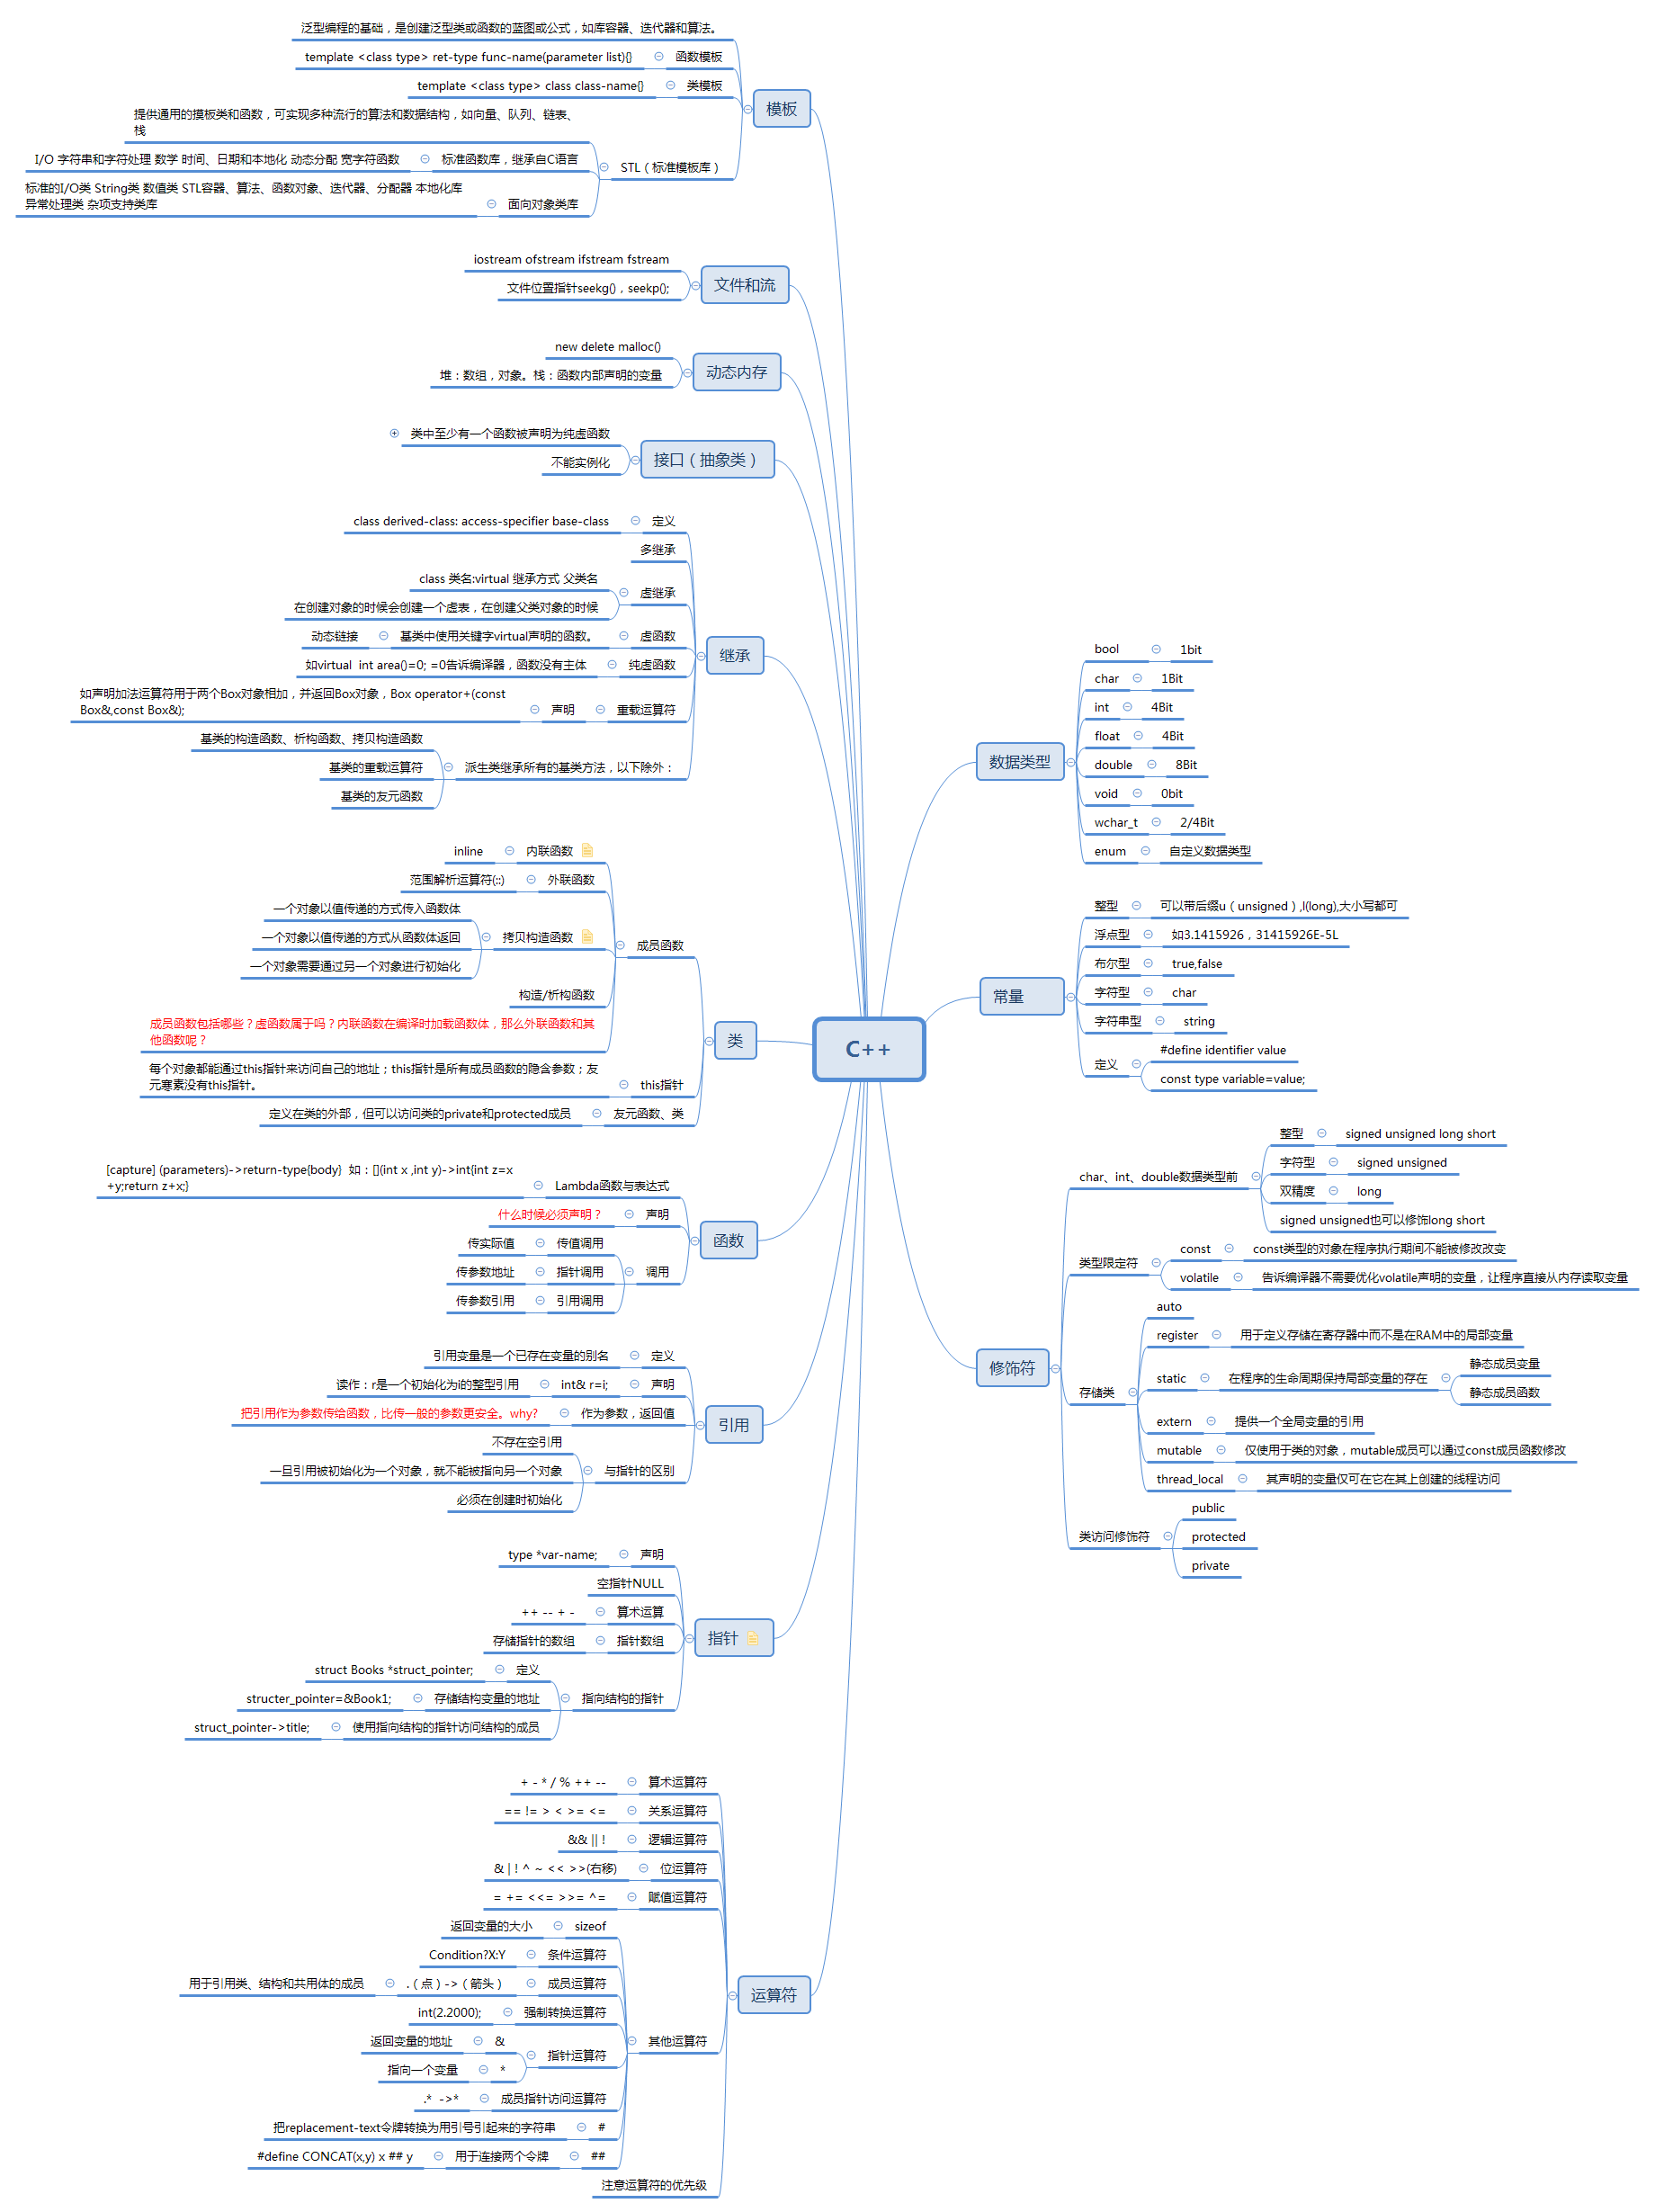 C++
模板
泛型编程的基础，是创建泛型类或函数的蓝图或公式，如库容器、迭代器和算法。
函数模板
template <class type> ret-type func-name(parameter list){}
类模板
template <class type> class class-name{}
STL（标准模板库）
提供通用的摸板类和函数，可实现多种流行的算法和数据结构，如向量、队列、链表、
栈
标准函数库，继承自C语言
I/O 字符串和字符处理 数学 时间、日期和本地化 动态分配 宽字符函数
面向对象类库
标准的I/O类 String类 数值类 STL容器、算法、函数对象、迭代器、分配器 本地化库
异常处理类 杂项支持类库
文件和流
iostream ofstream ifstream fstream
文件位置指针seekg()，seekp();
动态内存
new delete malloc()
堆：数组，对象。栈：函数内部声明的变量
接口（抽象类）
类中至少有一个函数被声明为纯虚函数
不能实例化
继承
定义
class derived-class: access-specifier base-class
多继承
虚继承
class 类名:virtual 继承方式 父类名
在创建对象的时候会创建一个虚表，在创建父类对象的时候
虚函数
基类中使用关键字virtual声明的函数。
动态链接
纯虚函数
如virtual  int area()=0; =0告诉编译器，函数没有主体
重载运算符
声明
如声明加法运算符用于两个Box对象相加，并返回Box对象，Box operator+(const
Box&,const Box&);
派生类继承所有的基类方法，以下除外：
基类的构造函数、析构函数、拷贝构造函数
基类的重载运算符
基类的友元函数
类
成员函数
内联函数
inline
外联函数
范围解析运算符(::)
拷贝构造函数
一个对象以值传递的方式传入函数体
一个对象以值传递的方式从函数体返回
一个对象需要通过另一个对象进行初始化
构造/析构函数
成员函数包括哪些？虚函数属于吗？内联函数在编译时加载函数体，那么外联函数和其
他函数呢？
this指针
每个对象都能通过this指针来访问自己的地址；this指针是所有成员函数的隐含参数；友
元寒素没有this指针。
友元函数、类
定义在类的外部，但可以访问类的private和protected成员
函数
Lambda函数与表达式
[capture] (parameters)->return-type{body}  如：[](int x ,int y)->int{int z=x
+y;return z+x;}
声明
什么时候必须声明？
调用
传值调用
传实际值
指针调用
传参数地址
引用调用
传参数引用
引用
定义
引用变量是一个已存在变量的别名
声明
int& r=i;
读作：r是一个初始化为i的整型引用
作为参数，返回值
把引用作为参数传给函数，比传一般的参数更安全。why?
与指针的区别
不存在空引用
一旦引用被初始化为一个对象，就不能被指向另一个对象
必须在创建时初始化
指针
声明
type *var-name;
空指针NULL
算术运算
++ -- + -
指针数组
存储指针的数组
指向结构的指针
定义
struct Books *struct_pointer;
存储结构变量的地址
structer_pointer=&Book1;
使用指向结构的指针访问结构的成员
struct_pointer->title;
运算符
算术运算符
+ - * / % ++ --
关系运算符
== != > < >= <=
逻辑运算符
&& || !
位运算符
& | ! ^ ~ << >>(右移)
赋值运算符
= += <<= >>= ^=
其他运算符
sizeof
返回变量的大小
条件运算符
Condition?X:Y
成员运算符
.（点）->（箭头）
用于引用类、结构和共用体的成员
强制转换运算符
int(2.2000);
指针运算符
&
返回变量的地址
*
指向一个变量
成员指针访问运算符
.*  ->*
#
把replacement-text令牌转换为用引号引起来的字符串
##
用于连接两个令牌
#define CONCAT(x,y) x ## y
注意运算符的优先级
数据类型
bool
1bit
char
1Bit
int
4Bit
float
4Bit
double
8Bit
void
0bit
wchar_t
2/4Bit
enum
自定义数据类型
常量
整型
可以带后缀u（unsigned）,l(long),大小写都可
浮点型
如3.1415926，31415926E-5L
布尔型
true,false
字符型
char
字符串型
string
定义
#define identifier value
const type variable=value;
修饰符
char、int、double数据类型前
整型
signed unsigned long short
字符型
signed unsigned
双精度
long
signed unsigned也可以修饰long short
类型限定符
const
const类型的对象在程序执行期间不能被修改改变
volatile
告诉编译器不需要优化volatile声明的变量，让程序直接从内存读取变量
存储类
auto
register
用于定义存储在寄存器中而不是在RAM中的局部变量
static
在程序的生命周期保持局部变量的存在
静态成员变量
静态成员函数
extern
提供一个全局变量的引用
mutable
仅使用于类的对象，mutable成员可以通过const成员函数修改
thread_local
其声明的变量仅可在它在其上创建的线程访问
类访问修饰符
public
protected
private